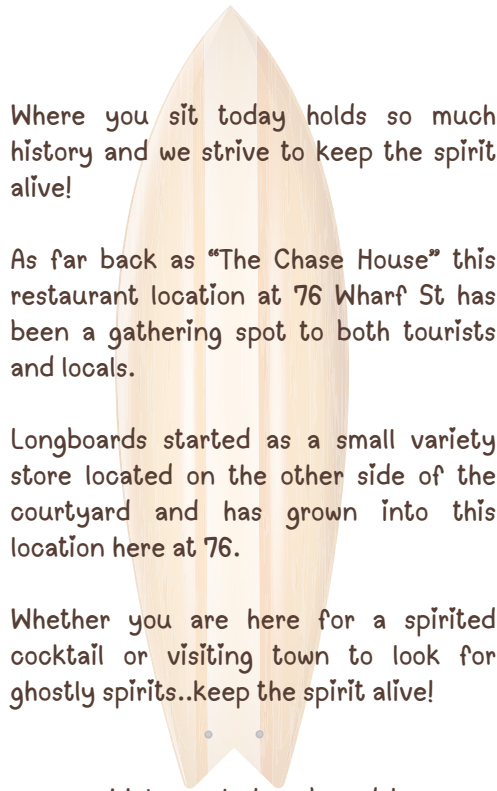 Where you sit today holds so much
history and we strive to keep the spirit
alive!
As far back as “The Chase House” this
restaurant location at 76 Wharf St has
been a gathering spot to both tourists
and locals.
Longboards started as a small variety
store located on the other side of the
courtyard and has grown into this
location here at 76.
Whether you are here for a spirited
cocktail or visiting town to look for
ghostly spirits..keep the spirit alive!